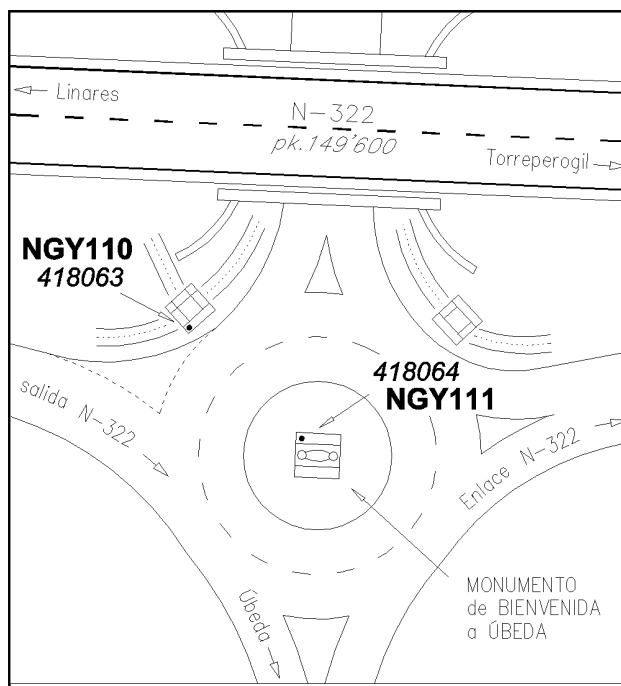 Linares
N-322
pk.149'600
Torreperogil
NGY110
418063
418064
NGY111
salida N-322
Enlace N-322
MONUMENTO
de BIENVENIDA
a ÚBEDA
Úbeda